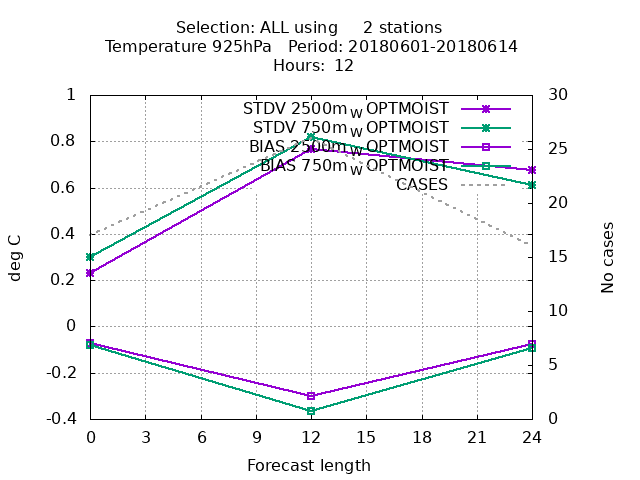 Selection: ALL using 2 stations
Temperature 925hPa Period: 20180601-20180614
Hours: 12
STDV 2500m_W OPTMOIST
STDV 750m_W OPTMOIST
BIAS 2500m_W OPTMOIST
BIAS 750m_W OPTMOIST
CASES
deg C
1
0.8
0.6
0.4
0.2
0
-0.2
-0.4
No cases
30
25
20
15
10
5
0
0 3 6 9 12 15 18 21 24
Forecast length